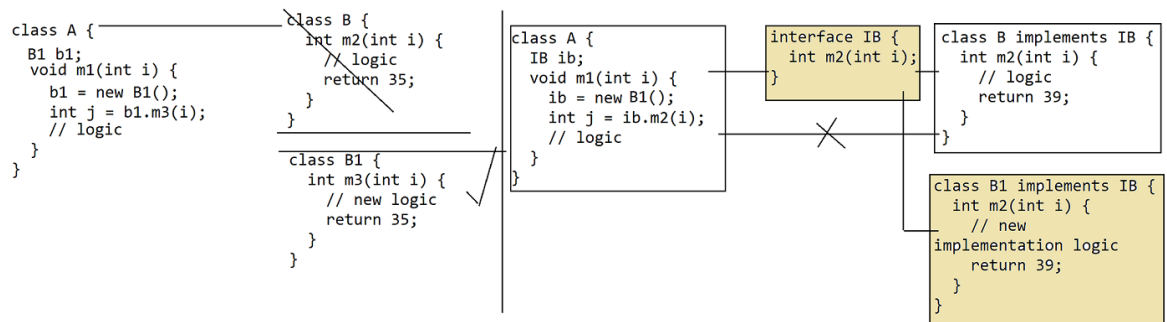 class A {
B1 b1;
void m1(int i) {
b1 = new B1();
int j = b1.m3(i);
// logic
}
}
class B {
int m2(int i) {
// logic
return 35;
}
}
class B1 {
int m3(int i) {
// new logic
return 35;
}
}
class A {
IB ib;
void m1(int i) {
ib = new B1();
int j = ib.m2(i);
// logic
}
}
interface IB {
int m2(int i);
}
class B implements IB {
int m2(int i) {
// logic
return 39;
}
}
class B1 implements IB {
int m2(int i) {
// new
implementation logic
return 39;
}
}